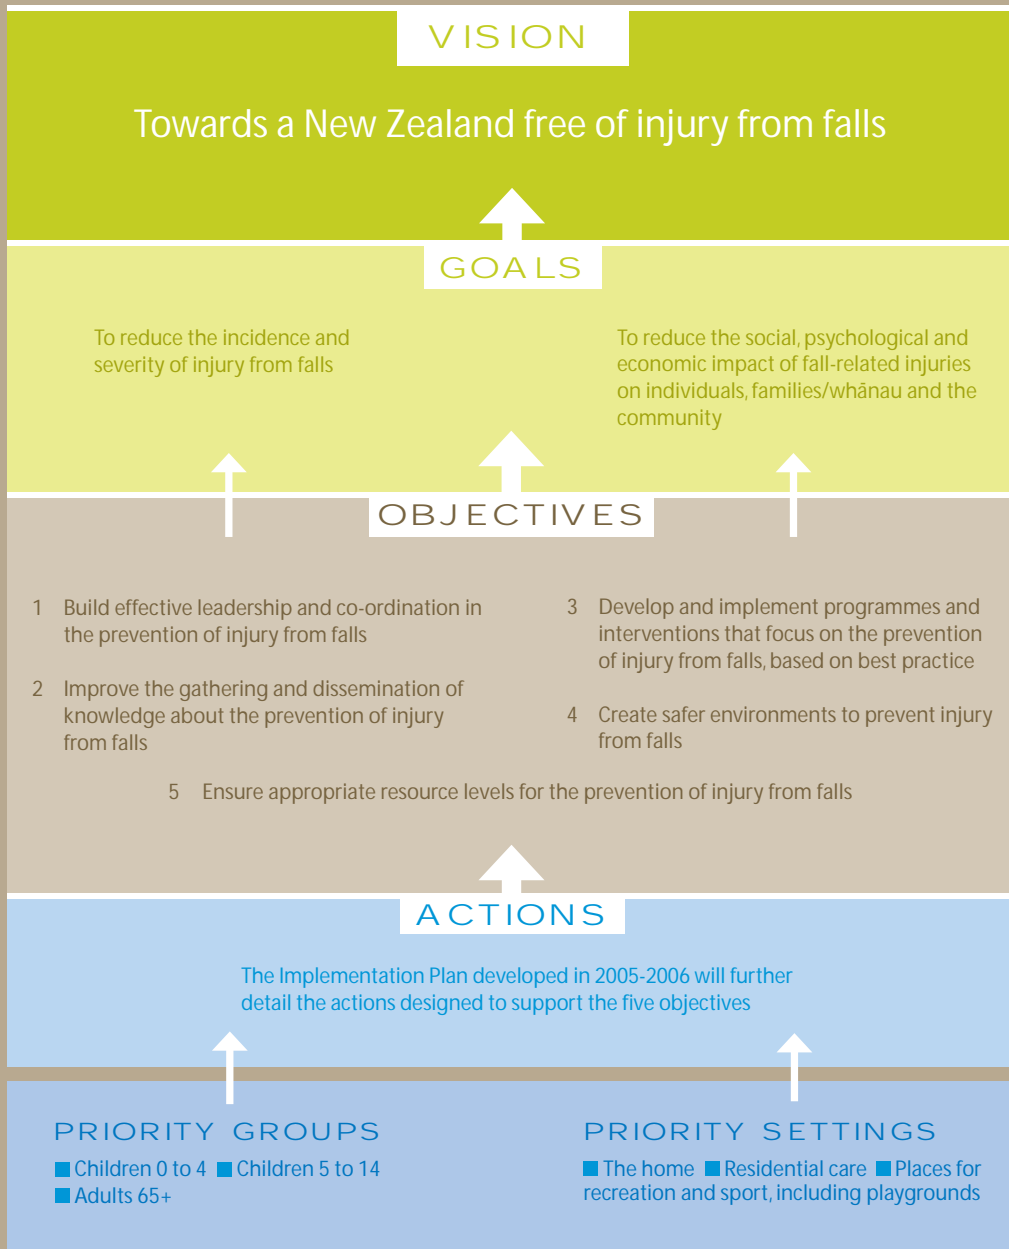 VISION
Towards a New Zealand free of injury from falls
GOALS
To reduce the incidence and
severity of injury from falls
To reduce the social, psychological and
economic impact of fall-related injuries
on individuals, families/whānau and the
community
OBJECTIVES
1 Build effective leadership and co-ordination in
the prevention of injury from falls
2 Improve the gathering and dissemination of
knowledge about the prevention of injury
from falls
3 Develop and implement programmes and
interventions that focus on the prevention
of injury from falls, based on best practice
4 Create safer environments to prevent injury
from falls
5 Ensure appropriate resource levels for the prevention of injury from falls
ACTIONS
The Implementation Plan developed in 2005-2006 will further
detail the actions designed to support the five objectives
PRIORITY GROUPS
Children 0 to 4 Children 5 to 14
Adults 65+
PRIORITY SETTINGS
The home Residential care Places for
recreation and sport, including playgrounds